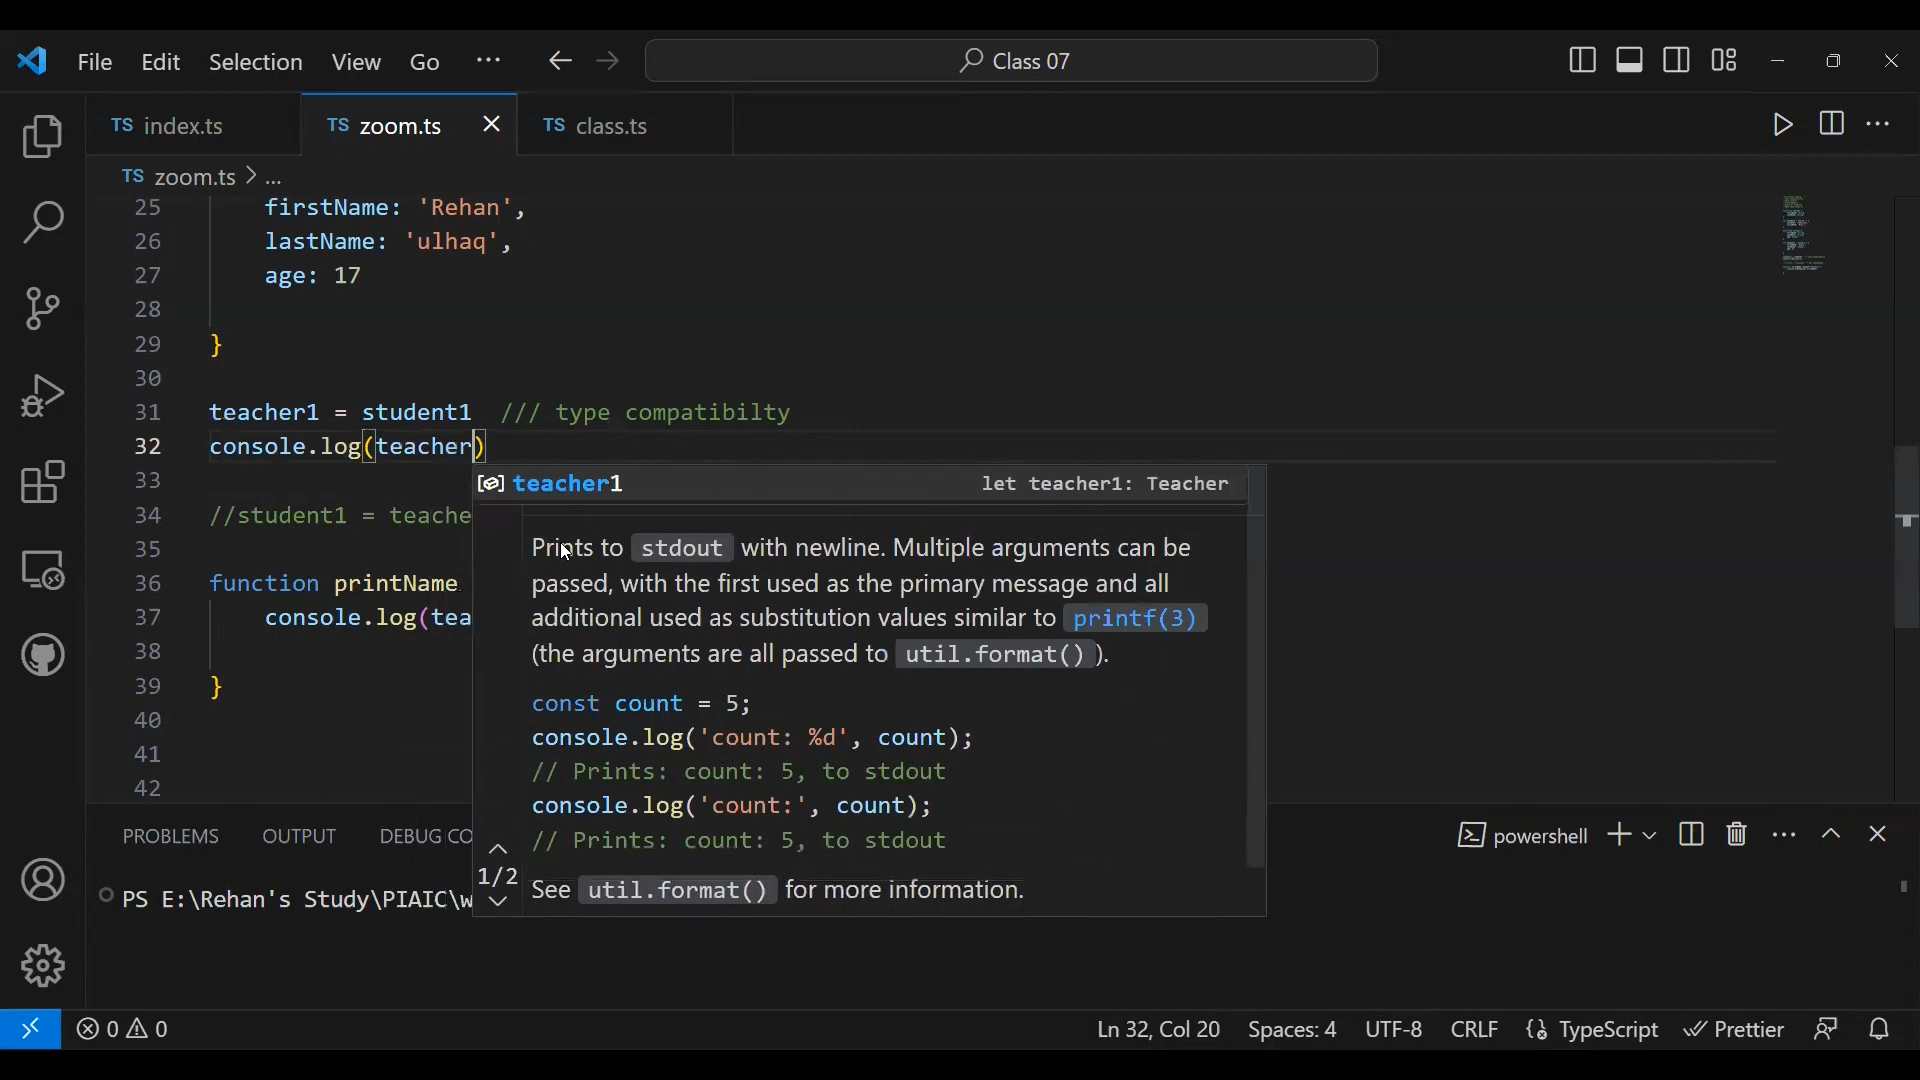 File Edit Selection View Go ··· Class 07
TS index.ts TS zoom.ts TS class.ts
TS zoom.ts > ...
25 firstName: 'Rehan',
26 lastName: 'ulhaq',
27 age: 17
28
29 }
30
31 teacher1 = student1 /// type compatibilty
32 console.log(teacher)
teacher1 let teacher1: Teacher
33
34 //student1 = teache
35
36 function printName
37 console.log(tea
38
39 }
40
41
42
Prints to stdout with newline. Multiple arguments can be
passed, with the first used as the primary message and all
additional used as substitution values similar to printf(3)
(the arguments are all passed to util.format() ).
const count = 5;
console.log('count: %d', count);
// Prints: count: 5, to stdout
console.log('count:', count);
// Prints: count: 5, to stdout
1/2 See util.format() for more information.
PROBLEMS OUTPUT DEBUG CO powershell
PS E:\Rehan's Study\PIAIC\w
0 0 Ln 32, Col 20 Spaces: 4 UTF-8 CRLF {} TypeScript Prettier